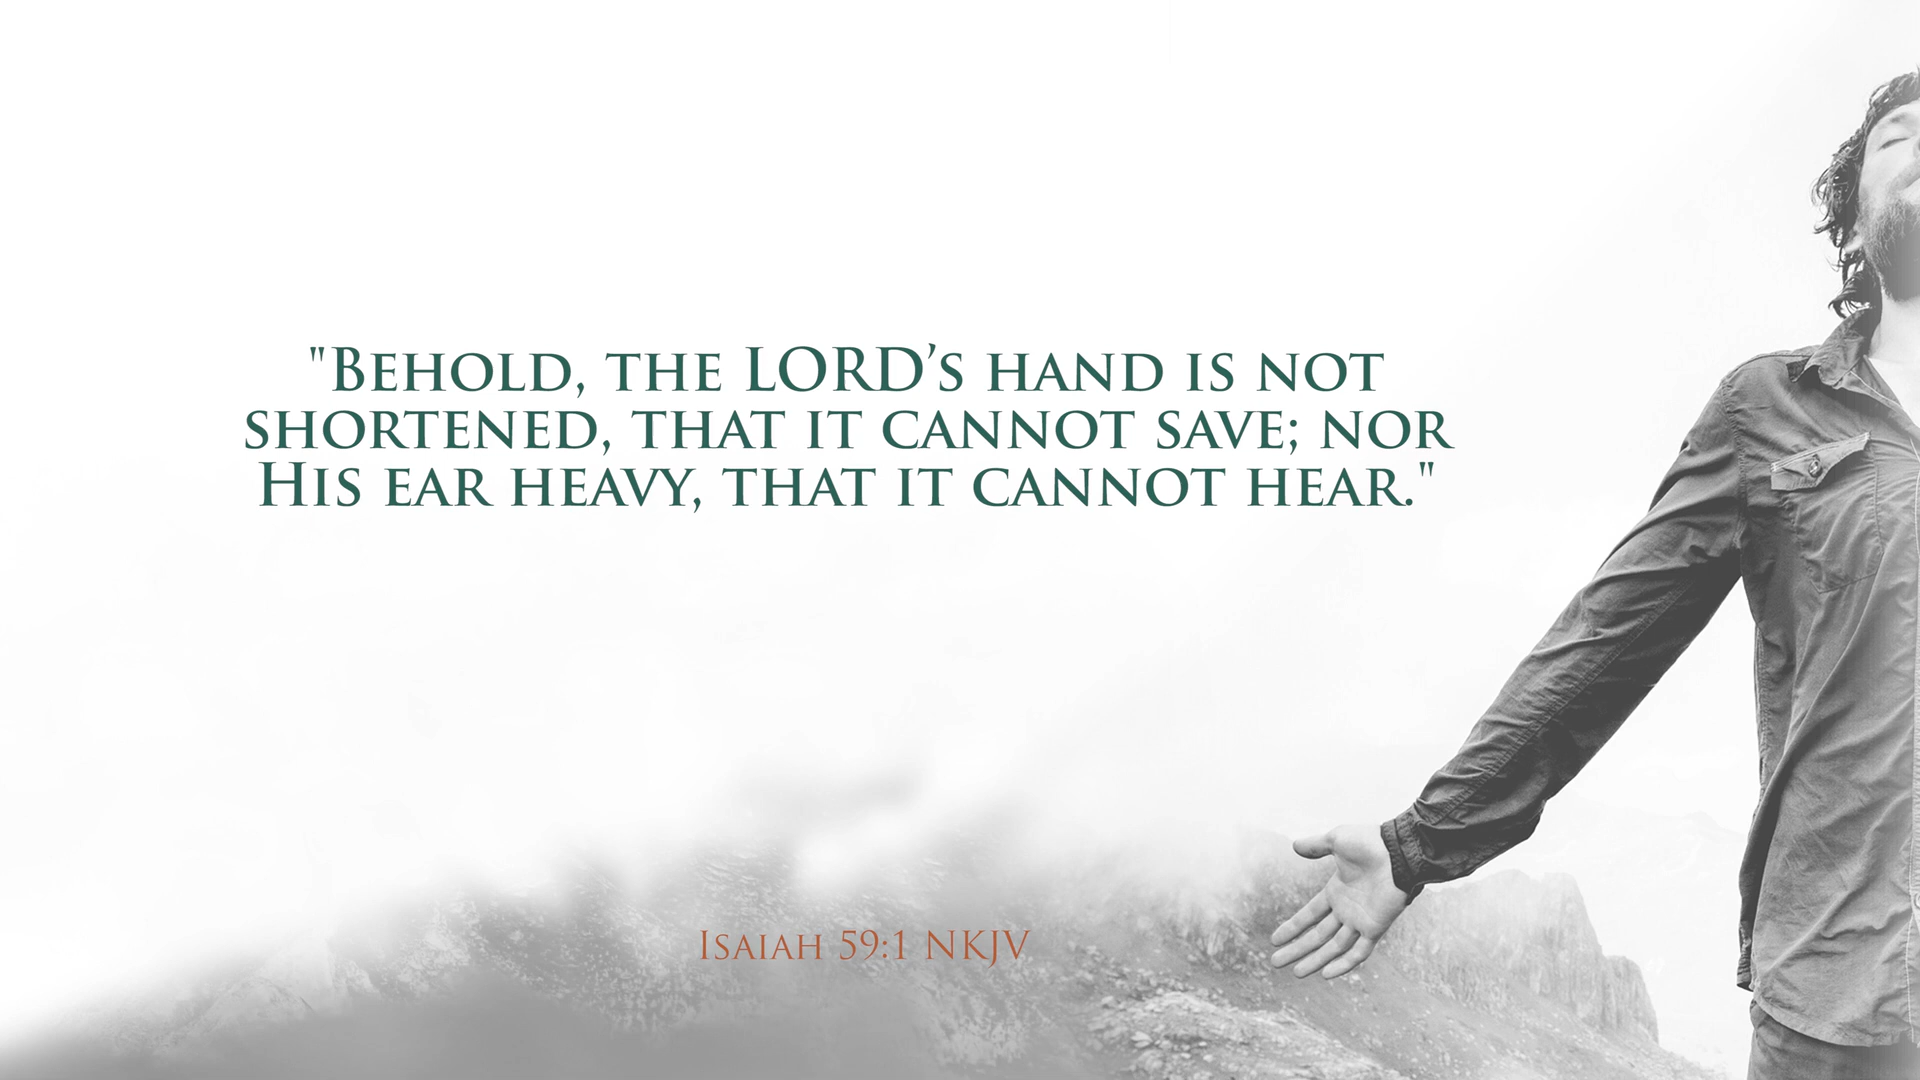 "Behold, the LORD’s hand is not
shortened, that it cannot save; nor
His ear heavy, that it cannot hear."
Isaiah 59:1 NKJV